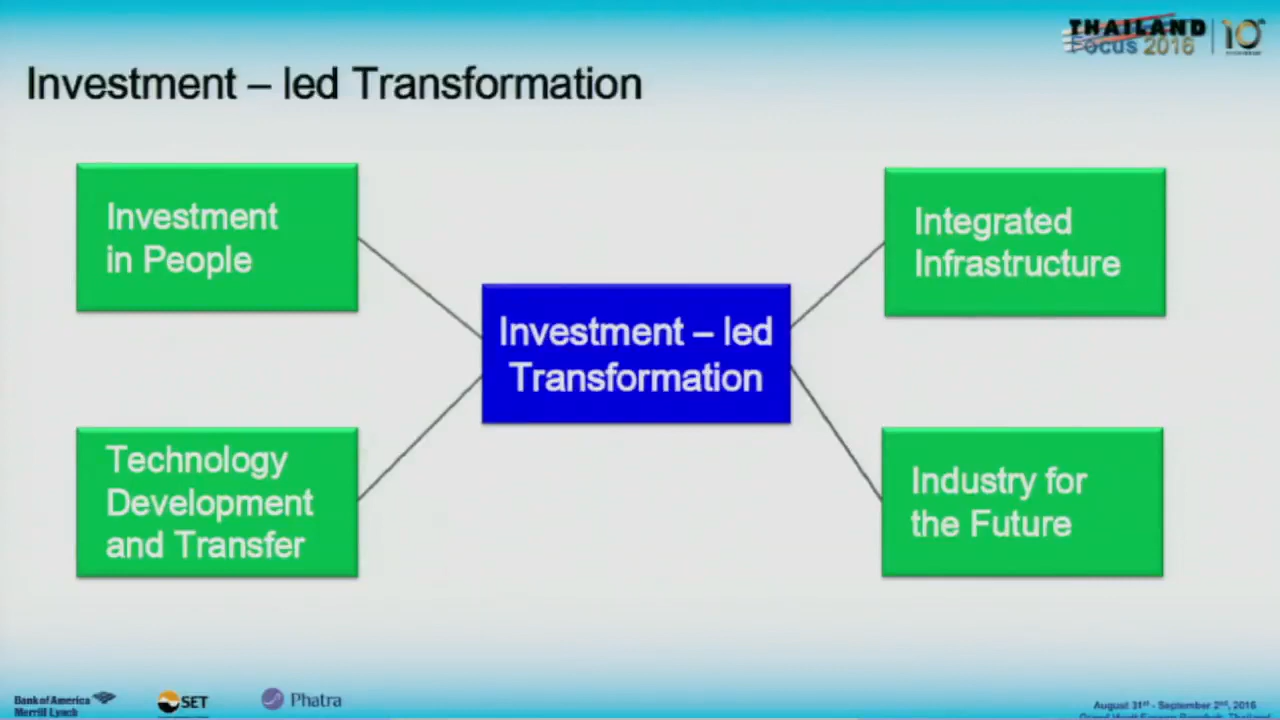 THAILAND
Focus 2016
10th
Investment – led Transformation
Investment
in People
Integrated
Infrastructure
Investment – led
Transformation
Technology
Development
and Transfer
Industry for
the Future
Bank of America
Merrill Lynch
SET
Phatra
August 31st - September 2nd, 2016